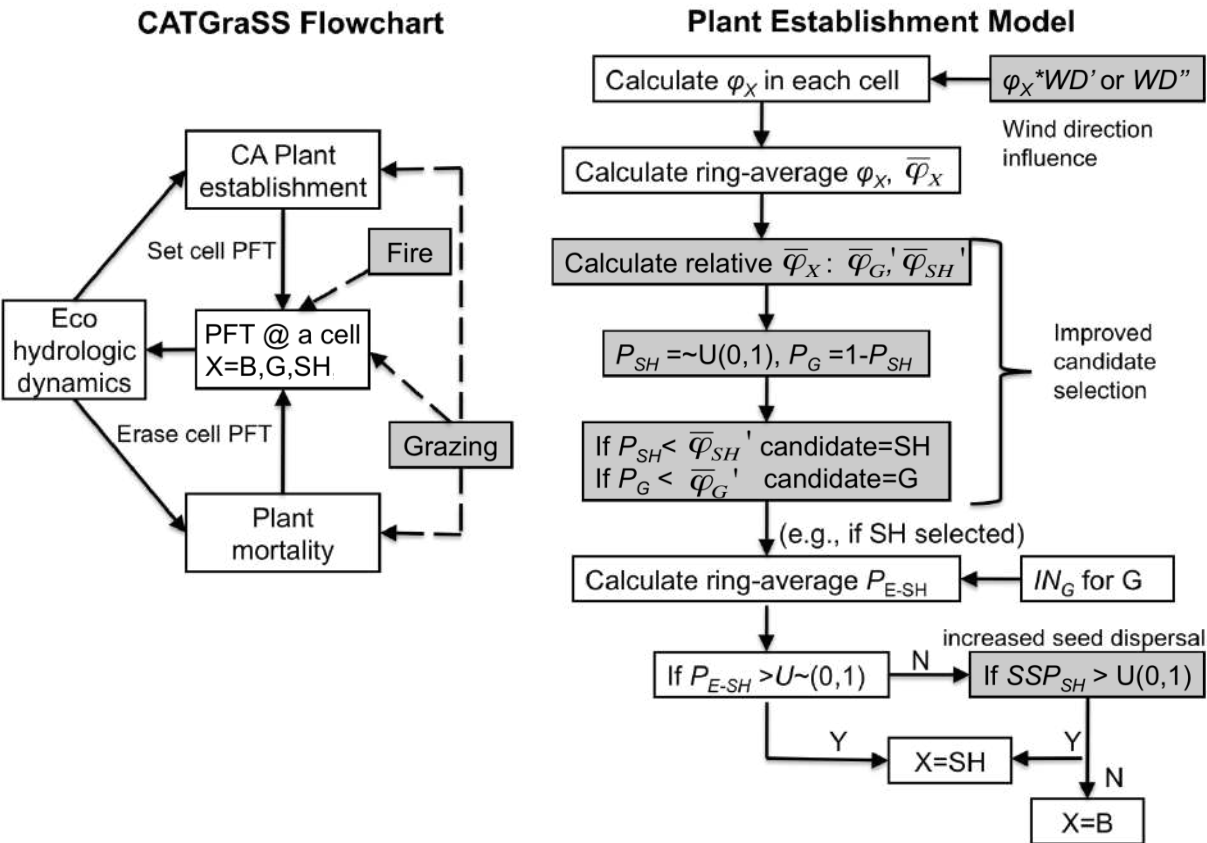 CATGraSS Flowchart
CA Plant
establishment
Set cell PFT
Fire
Eco
hydrologic
dynamics
PFT @ a cell
X=B,G,SH
Erase cell PFT
Grazing
Plant
mortality
Plant Establishment Model
Calculate φX in each cell
φX*WD’ or WD”
Wind direction
influence
Calculate ring-average φX, φ̅X
Calculate relative φ̅X : φ̅G,' φ̅SH'
PSH =~U(0,1), PG =1-PSH
Improved
candidate
selection
If PSH< φ̅SH' candidate=SH
If PG < φ̅G' candidate=G
(e.g., if SH selected)
Calculate ring-average PE-SH
ING for G
increased seed dispersal
If PE-SH >U~(0,1)
N
If SSPSH > U(0,1)
Y
X=SH
Y
N
X=B